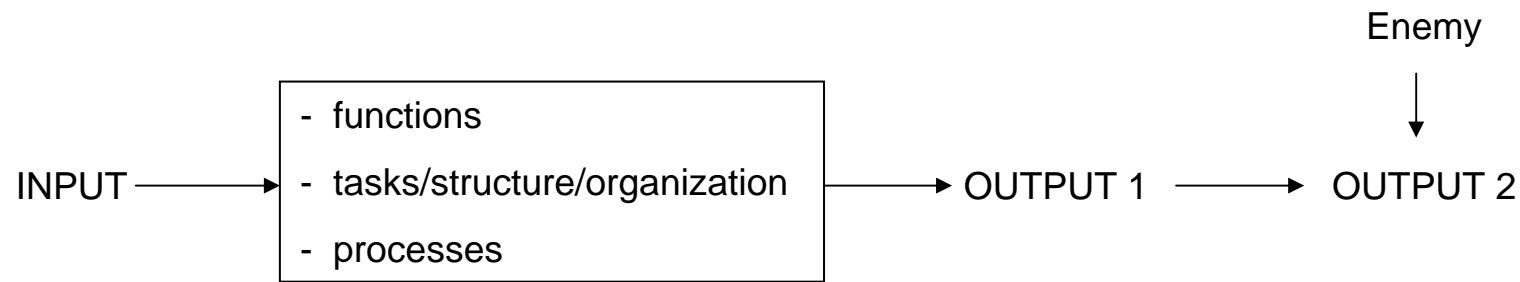 Enemy
- functions
INPUT - tasks/structure/organization OUTPUT 1 OUTPUT 2
- processes